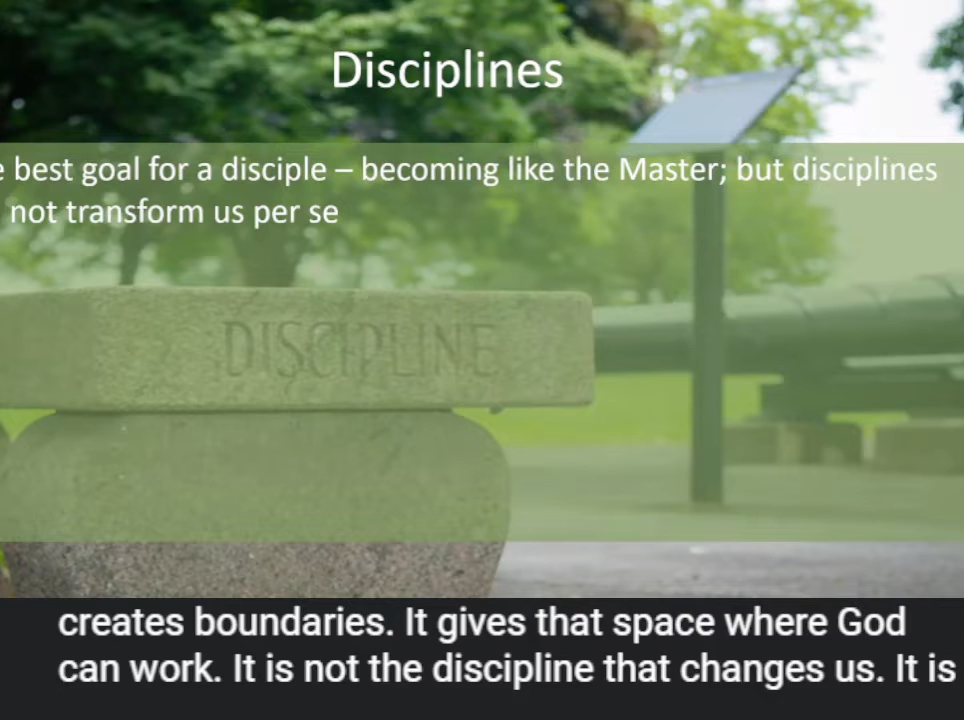 Disciplines
best goal for a disciple – becoming like the Master; but disciplines
not transform us per se
DISCIPLINE
creates boundaries. It gives that space where God
can work. It is not the discipline that changes us. It is